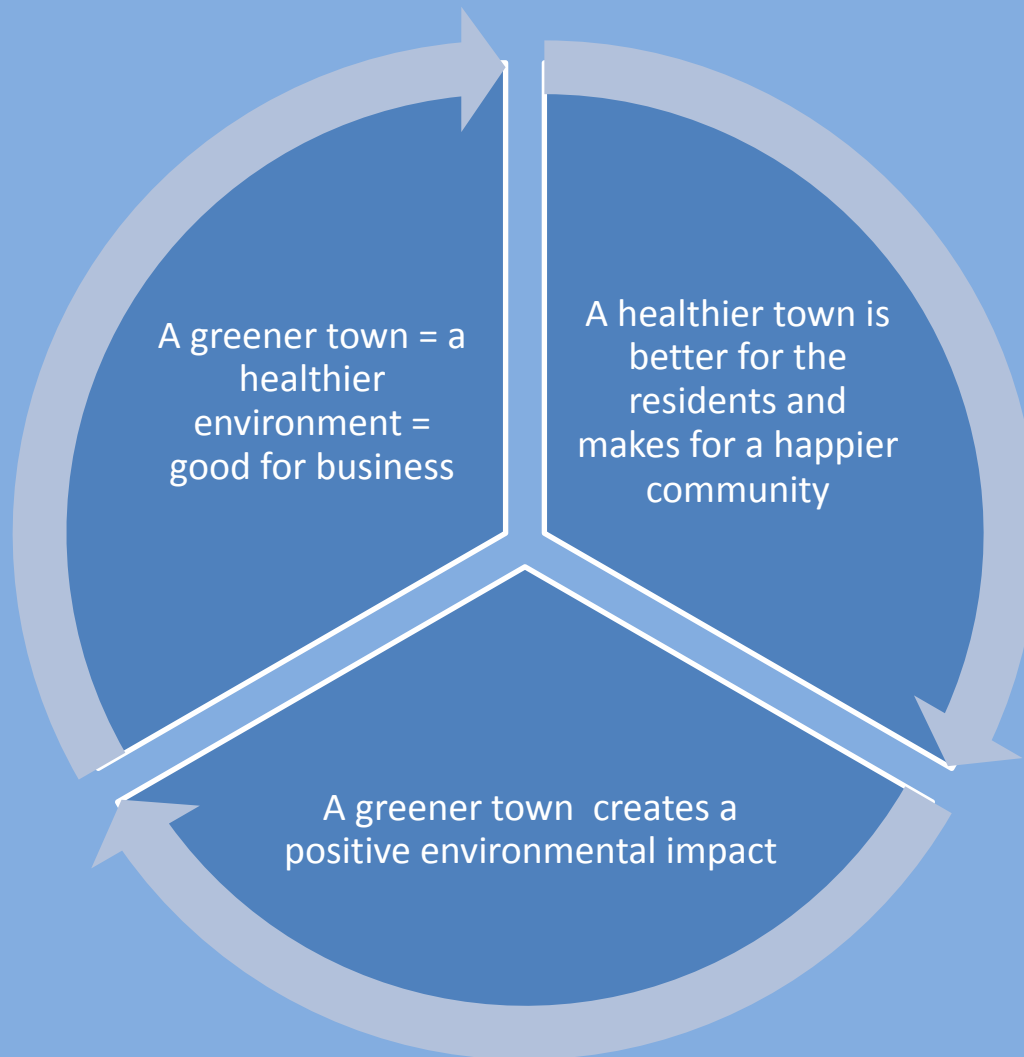 A greener town = a
healthier
environment =
good for business
A healthier town is
better for the
residents and
makes for a happier
community
A greener town  creates a
positive environmental impact